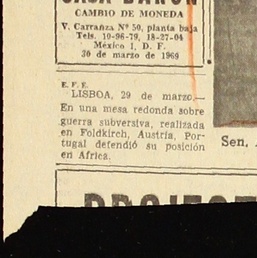 CASA BARON
CAMBIO DE MONEDA
V. Carranza Nº 50, planta baja
Tels. 10-96-79, 18-27-04
México 1, D. F.
30 de marzo de 1969
E. F. E.
LISBOA, 29 de marzo.—
En una mesa redonda sobre
guerra subversiva, realizada
en Foldkirch, Austria, Por-
tugal defendió su posición
en Africa.
Sen.